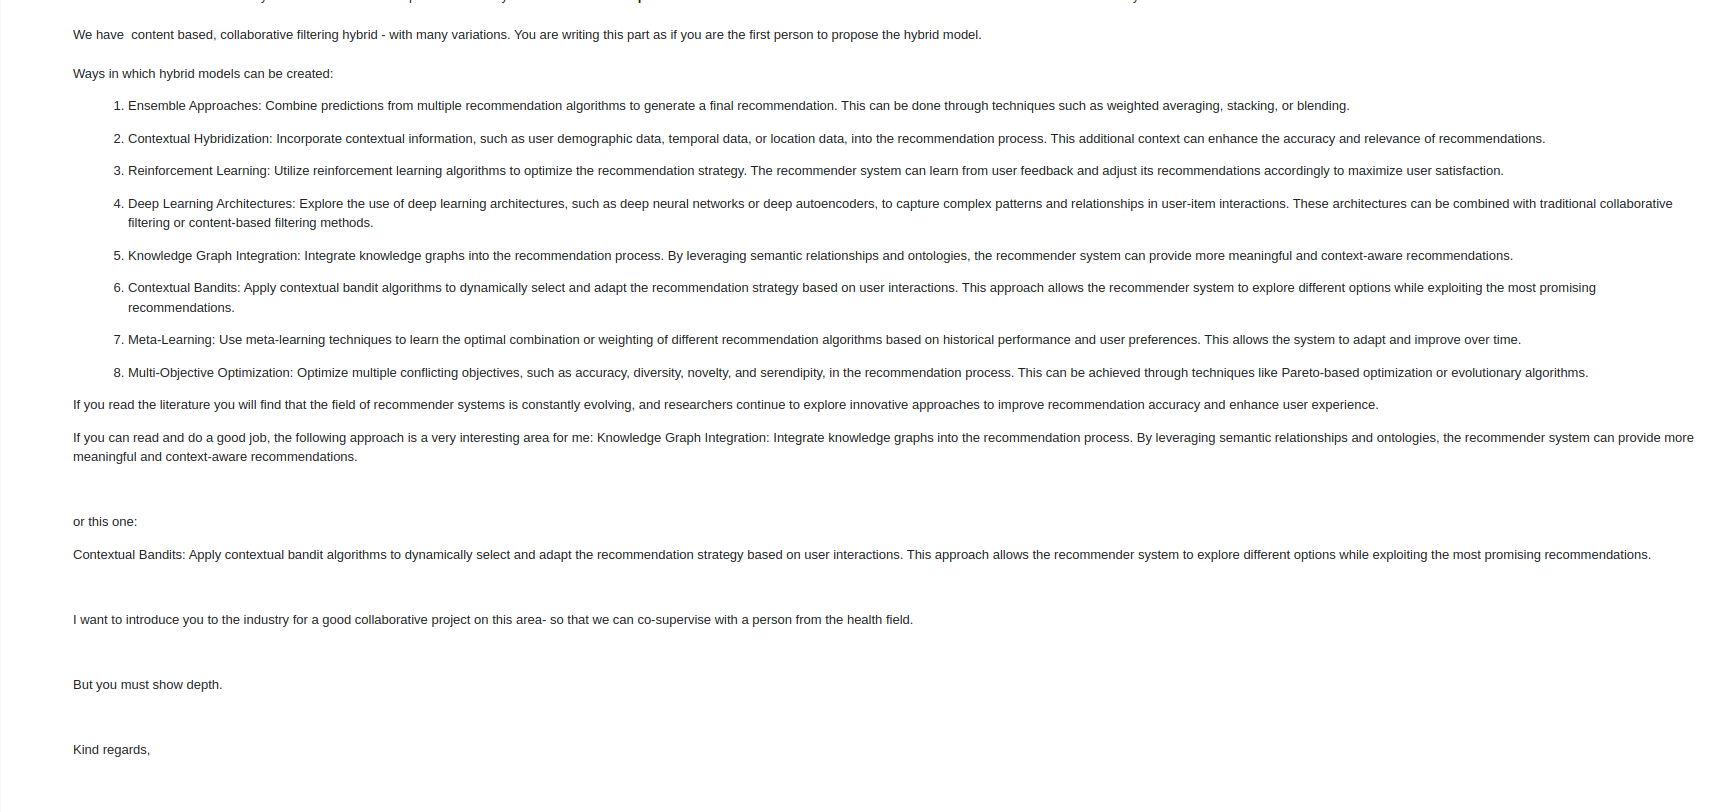 We have  content based, collaborative filtering hybrid - with many variations. You are writing this part as if you are the first person to propose the hybrid model.
Ways in which hybrid models can be created:
1. Ensemble Approaches: Combine predictions from multiple recommendation algorithms to generate a final recommendation. This can be done through techniques such as weighted averaging, stacking, or blending.
2. Contextual Hybridization: Incorporate contextual information, such as user demographic data, temporal data, or location data, into the recommendation process. This additional context can enhance the accuracy and relevance of recommendations.
3. Reinforcement Learning: Utilize reinforcement learning algorithms to optimize the recommendation strategy. The recommender system can learn from user feedback and adjust its recommendations accordingly to maximize user satisfaction.
4. Deep Learning Architectures: Explore the use of deep learning architectures, such as deep neural networks or deep autoencoders, to capture complex patterns and relationships in user-item interactions. These architectures can be combined with traditional collaborative
filtering or content-based filtering methods.
5. Knowledge Graph Integration: Integrate knowledge graphs into the recommendation process. By leveraging semantic relationships and ontologies, the recommender system can provide more meaningful and context-aware recommendations.
6. Contextual Bandits: Apply contextual bandit algorithms to dynamically select and adapt the recommendation strategy based on user interactions. This approach allows the recommender system to explore different options while exploiting the most promising
recommendations.
7. Meta-Learning: Use meta-learning techniques to learn the optimal combination or weighting of different recommendation algorithms based on historical performance and user preferences. This allows the system to adapt and improve over time.
8. Multi-Objective Optimization: Optimize multiple conflicting objectives, such as accuracy, diversity, novelty, and serendipity, in the recommendation process. This can be achieved through techniques like Pareto-based optimization or evolutionary algorithms.
If you read the literature you will find that the field of recommender systems is constantly evolving, and researchers continue to explore innovative approaches to improve recommendation accuracy and enhance user experience.
If you can read and do a good job, the following approach is a very interesting area for me: Knowledge Graph Integration: Integrate knowledge graphs into the recommendation process. By leveraging semantic relationships and ontologies, the recommender system can provide more
meaningful and context-aware recommendations.
or this one:
Contextual Bandits: Apply contextual bandit algorithms to dynamically select and adapt the recommendation strategy based on user interactions. This approach allows the recommender system to explore different options while exploiting the most promising recommendations.
I want to introduce you to the industry for a good collaborative project on this area- so that we can co-supervise with a person from the health field.
But you must show depth.
Kind regards,